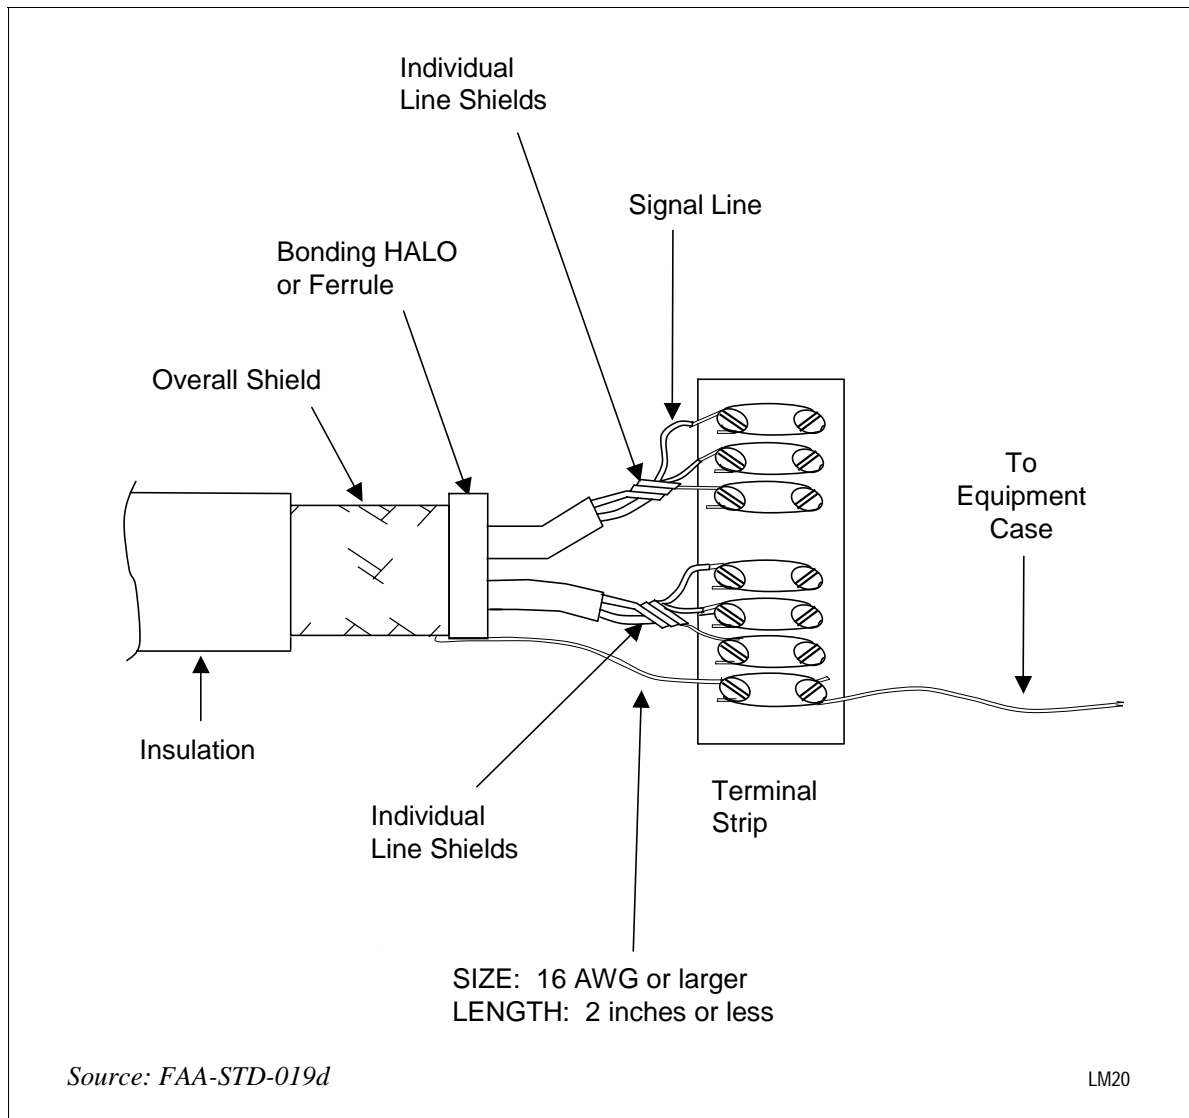 Individual
Line Shields
Signal Line
Bonding HALO
or Ferrule
Overall Shield
To
Equipment
Case
Insulation
Individual
Line Shields
Terminal
Strip
SIZE: 16 AWG or larger
LENGTH: 2 inches or less
Source: FAA-STD-019d
LM20